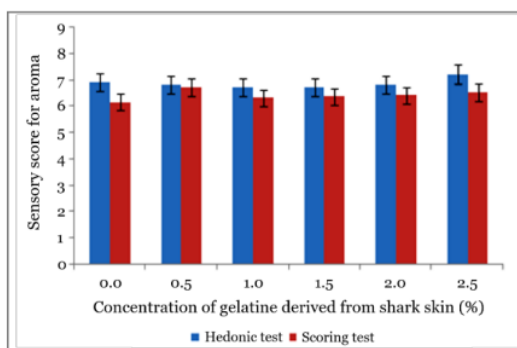 9
8
7
6
5
4
3
2
1
0
Sensory score for aroma
0.0 0.5 1.0 1.5 2.0 2.5
Concentration of gelatine derived from shark skin (%)
Hedonic test Scoring test